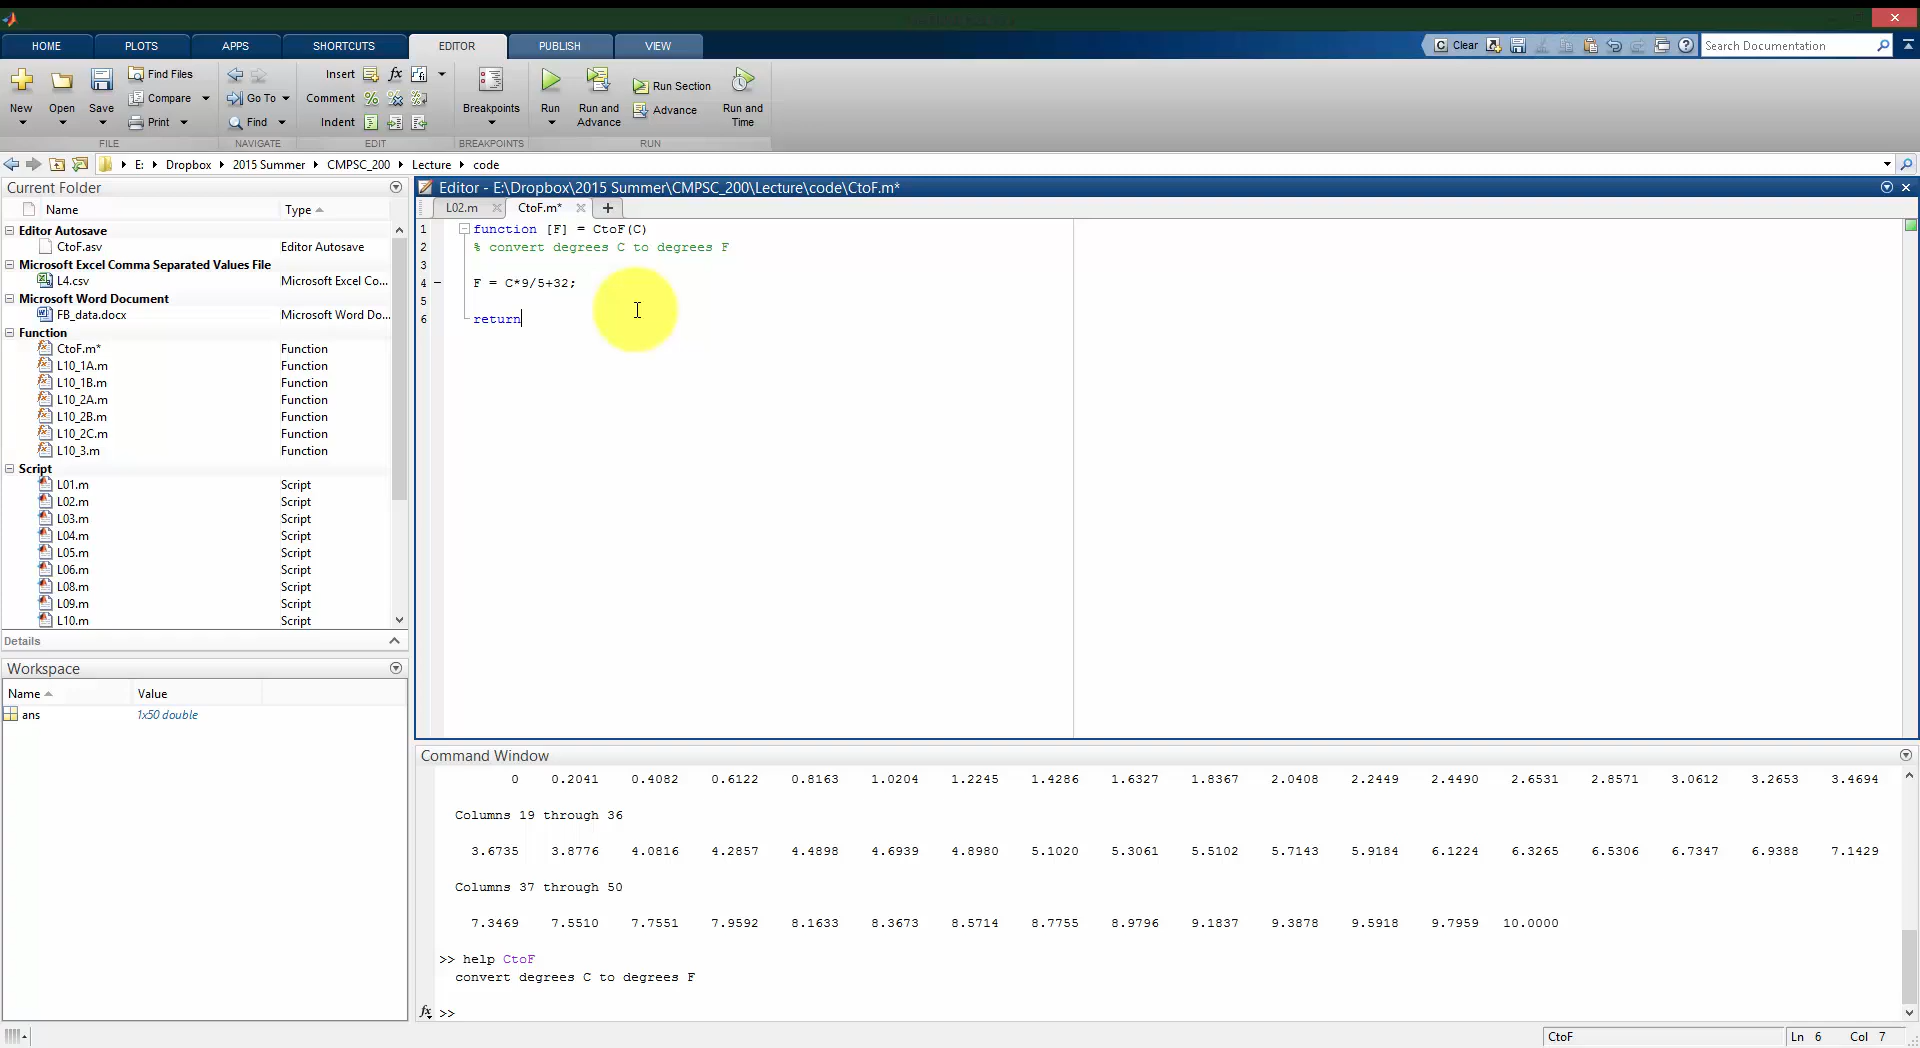 HOME PLOTS APPS SHORTCUTS EDITOR PUBLISH VIEW Clear Search Documentation
New Open Save Find Files Compare Print Go To Find Insert fx Comment Indent Breakpoints Run Run and Advance Run Section Advance Run and Time
FILE NAVIGATE EDIT BREAKPOINTS RUN
E: Dropbox 2015 Summer CMPSC_200 Lecture code
Current Folder
Name Type
Editor Autosave
CtoF.asv Editor Autosave
Microsoft Excel Comma Separated Values File
L4.csv Microsoft Excel Co...
Microsoft Word Document
FB_data.docx Microsoft Word Do...
Function
CtoF.m* Function
L10_1A.m Function
L10_1B.m Function
L10_2A.m Function
L10_2B.m Function
L10_2C.m Function
L10_3.m Function
Script
L01.m Script
L02.m Script
L03.m Script
L04.m Script
L05.m Script
L06.m Script
L08.m Script
L09.m Script
L10.m Script
Details
Workspace
Name Value
ans 1x50 double
Editor - E:\Dropbox\2015 Summer\CMPSC_200\Lecture\code\CtoF.m*
L02.m CtoF.m* +
1 function [F] = CtoF(C)
2 % convert degrees C to degrees F
3
4 – F = C*9/5+32;
5
6 return
Command Window
0 0.2041 0.4082 0.6122 0.8163 1.0204 1.2245 1.4286 1.6327 1.8367 2.0408 2.2449 2.4490 2.6531 2.8571 3.0612 3.2653 3.4694
Columns 19 through 36
3.6735 3.8776 4.0816 4.2857 4.4898 4.6939 4.8980 5.1020 5.3061 5.5102 5.7143 5.9184 6.1224 6.3265 6.5306 6.7347 6.9388 7.1429
Columns 37 through 50
7.3469 7.5510 7.7551 7.9592 8.1633 8.3673 8.5714 8.7755 8.9796 9.1837 9.3878 9.5918 9.7959 10.0000
>> help CtoF
convert degrees C to degrees F
fx >>
CtoF Ln 6 Col 7